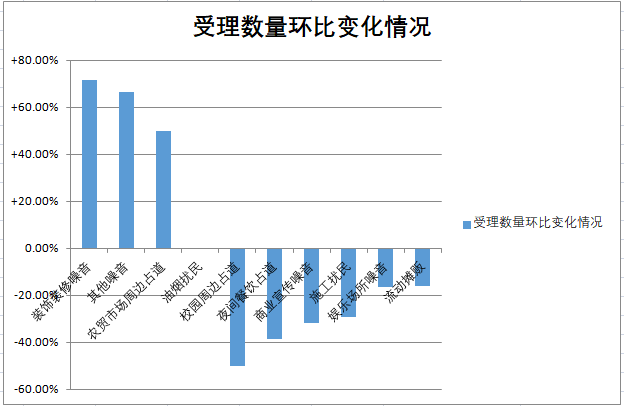 受理数量环比变化情况
+80.00%
+60.00%
+40.00%
+20.00%
0.00%
-20.00%
-40.00%
-60.00%
装饰装修噪音
其他噪音
农贸市场周边占道
油烟扰民
校园周边占道
夜间餐饮占道
商业宣传噪音
施工扰民
娱乐场所噪音
流动摊贩
受理数量环比变化情况